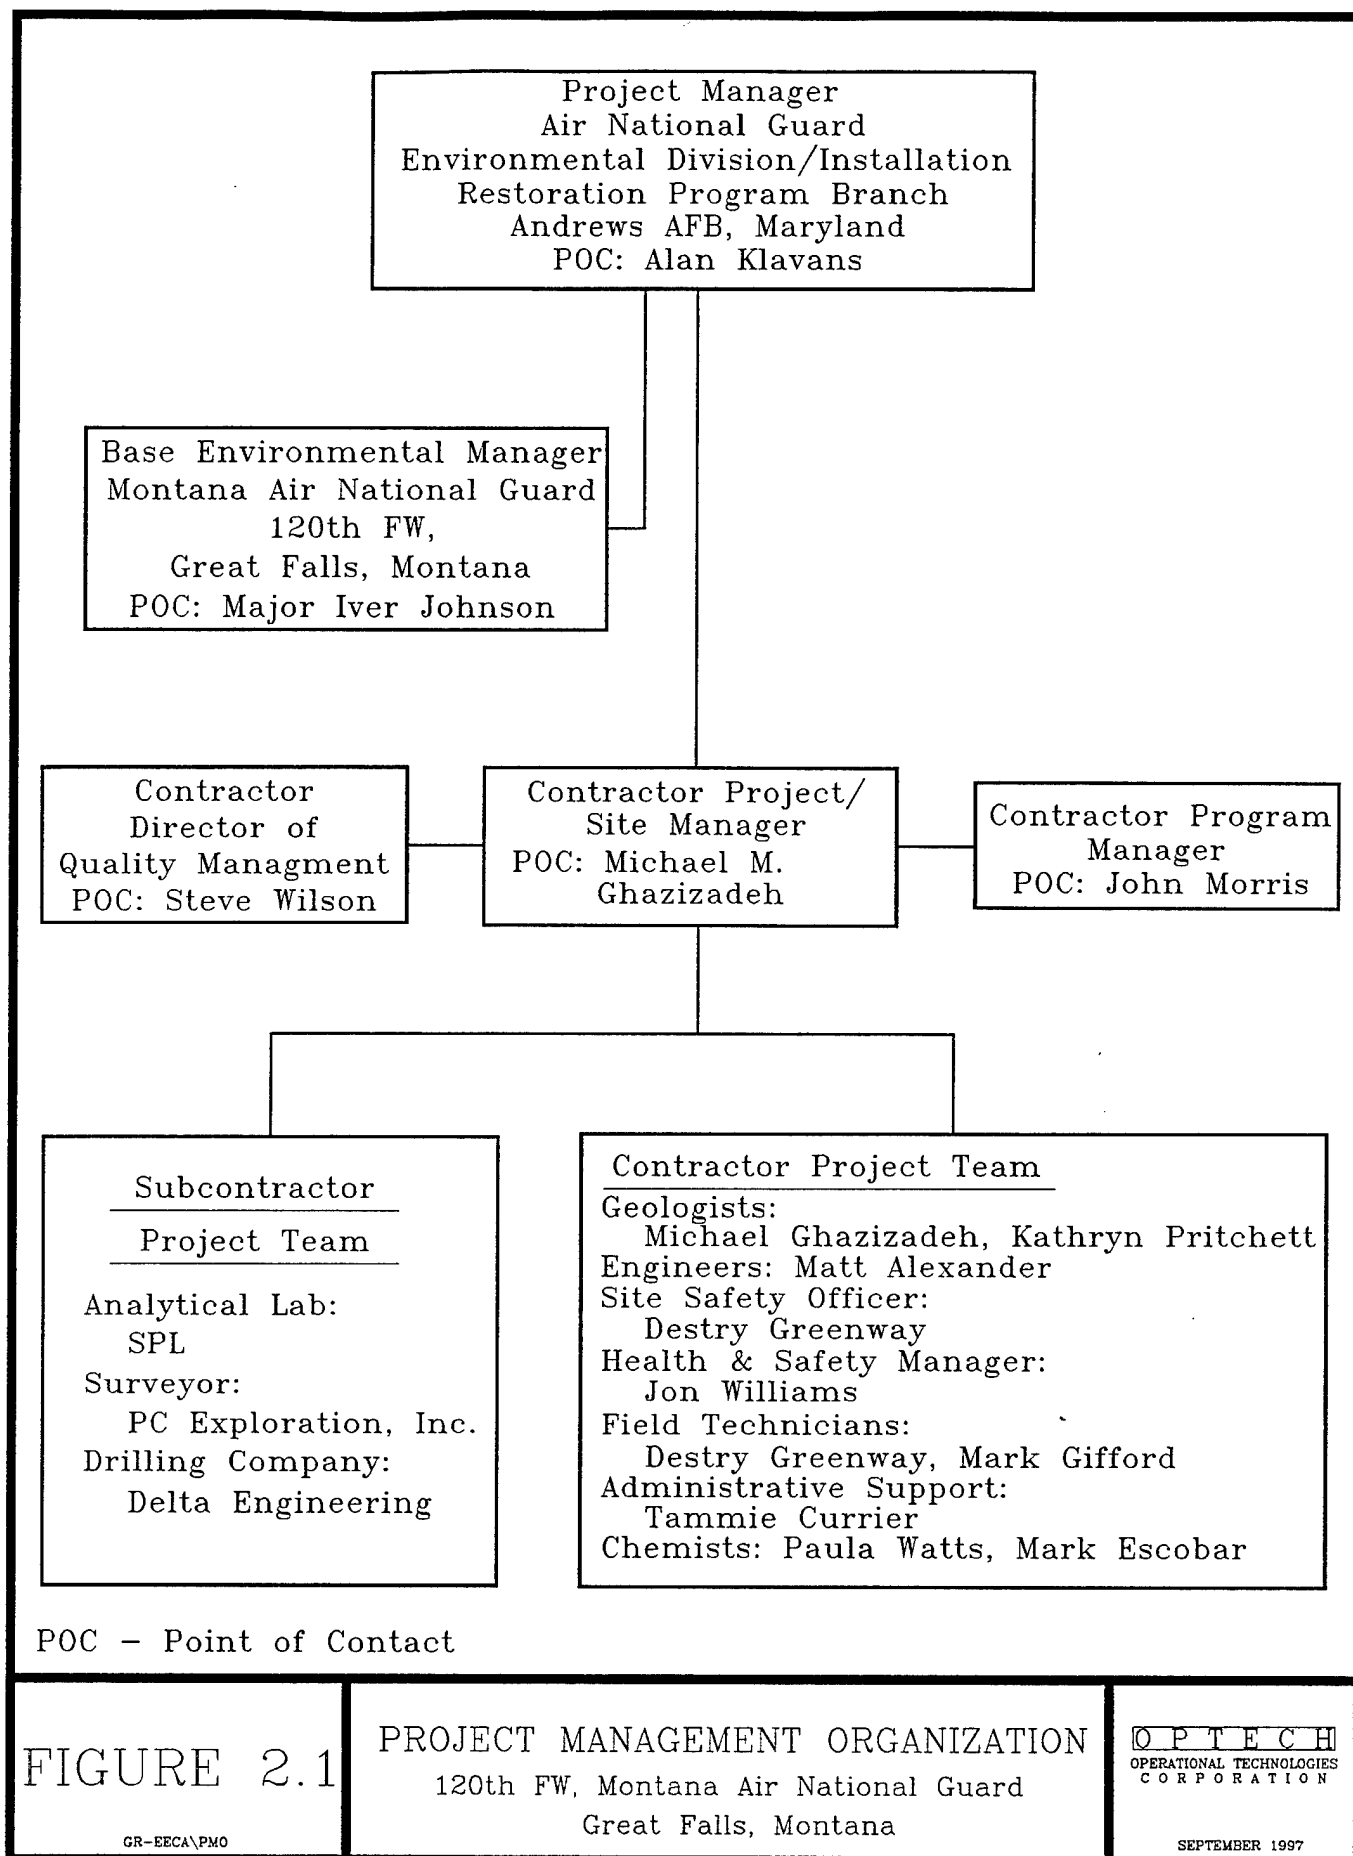 Project Manager
Air National Guard
Environmental Division/Installation
Restoration Program Branch
Andrews AFB, Maryland
POC: Alan Klavans
Base Environmental Manager
Montana Air National Guard
120th FW,
Great Falls, Montana
POC: Major Iver Johnson
Contractor
Director of
Quality Managment
POC: Steve Wilson
Contractor Project/
Site Manager
POC: Michael M.
Ghazizadeh
Contractor Program
Manager
POC: John Morris
Subcontractor
Project Team
Analytical Lab:
SPL
Surveyor:
PC Exploration, Inc.
Drilling Company:
Delta Engineering
Contractor Project Team
Geologists:
Michael Ghazizadeh, Kathryn Pritchett
Engineers: Matt Alexander
Site Safety Officer:
Destry Greenway
Health & Safety Manager:
Jon Williams
Field Technicians:
Destry Greenway, Mark Gifford
Administrative Support:
Tammie Currier
Chemists: Paula Watts, Mark Escobar
POC – Point of Contact
FIGURE 2.1
GR-EECA\PMO
PROJECT MANAGEMENT ORGANIZATION
120th FW, Montana Air National Guard
Great Falls, Montana
OPTECH
OPERATIONAL TECHNOLOGIES
CORPORATION
SEPTEMBER 1997